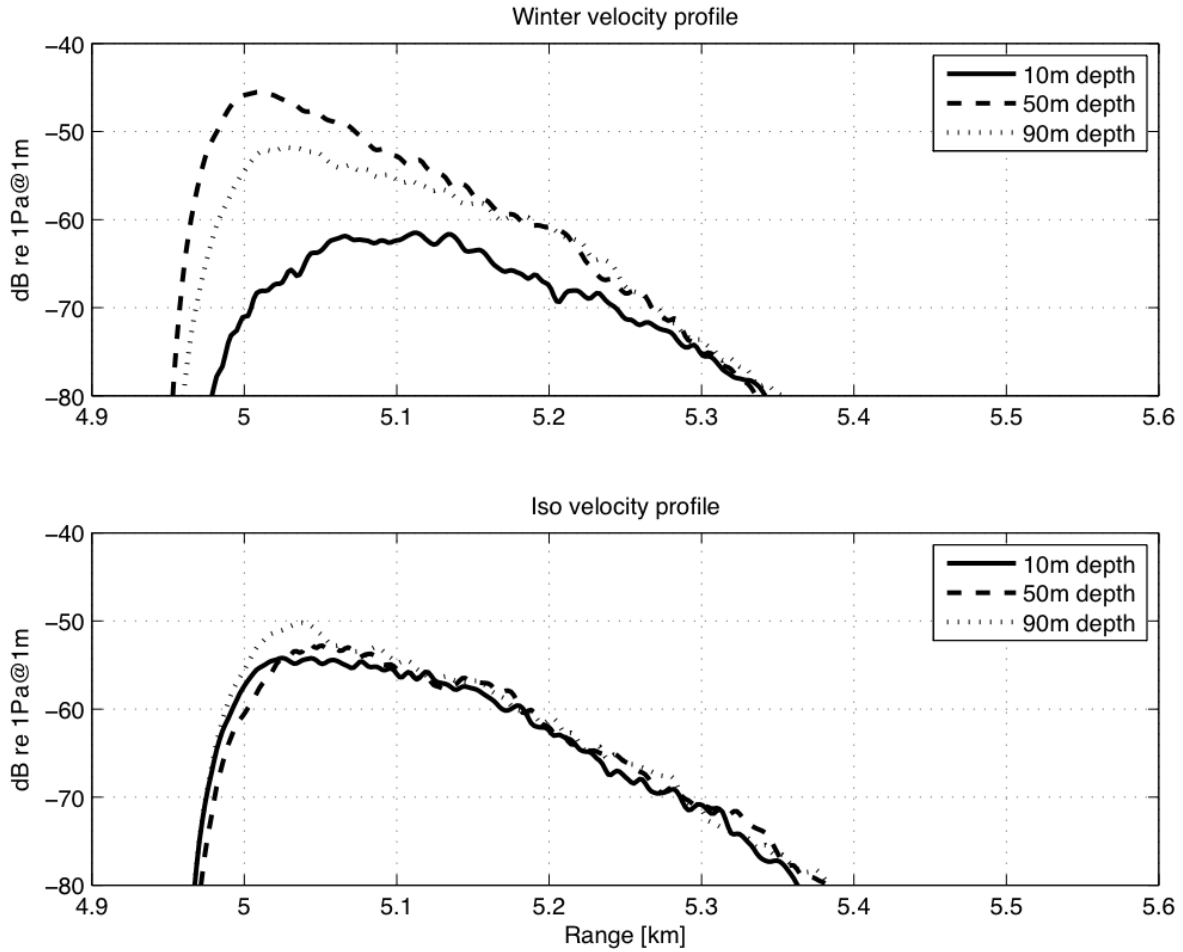 Winter velocity profile
−40
−50
−60
−70
−80
dB re 1Pa@1m
10m depth
50m depth
90m depth
4.9 5 5.1 5.2 5.3 5.4 5.5 5.6
Iso velocity profile
−40
−50
−60
−70
−80
dB re 1Pa@1m
10m depth
50m depth
90m depth
4.9 5 5.1 5.2 5.3 5.4 5.5 5.6
Range [km]